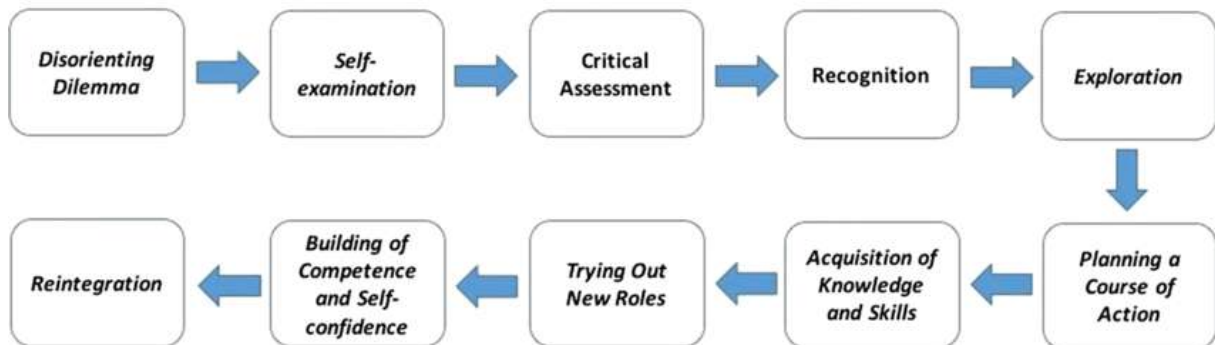 Disorienting
Dilemma
Self-
examination
Critical
Assessment
Recognition
Exploration
Planning a
Course of
Action
Acquisition of
Knowledge
and Skills
Trying Out
New Roles
Building of
Competence
and Self-
confidence
Reintegration